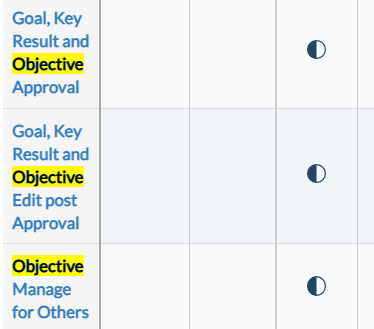 Goal, Key
Result and
Objective
Approval
Goal, Key
Result and
Objective
Edit post
Approval
Objective
Manage
for Others